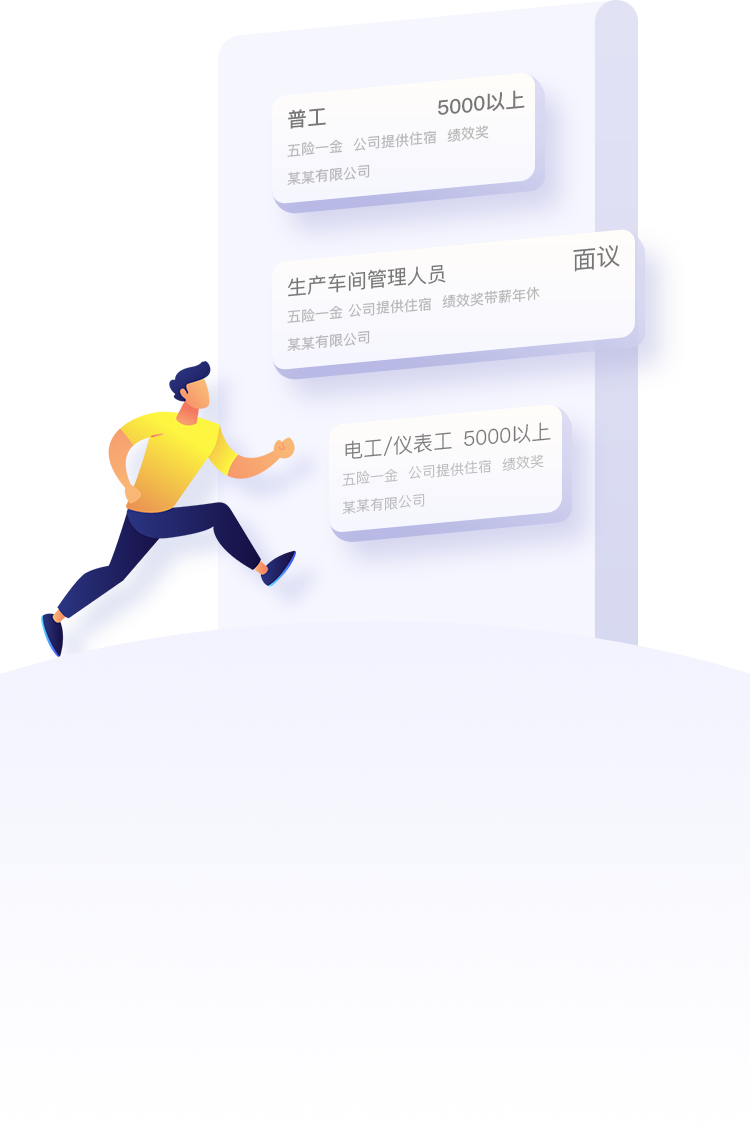 普工 5000以上
五险一金 公司提供住宿 绩效奖
某某有限公司
生产车间管理人员 面议
五险一金 公司提供住宿 绩效奖带薪年休
某某有限公司
电工/仪表工 5000以上
五险一金 公司提供住宿 绩效奖
某某有限公司